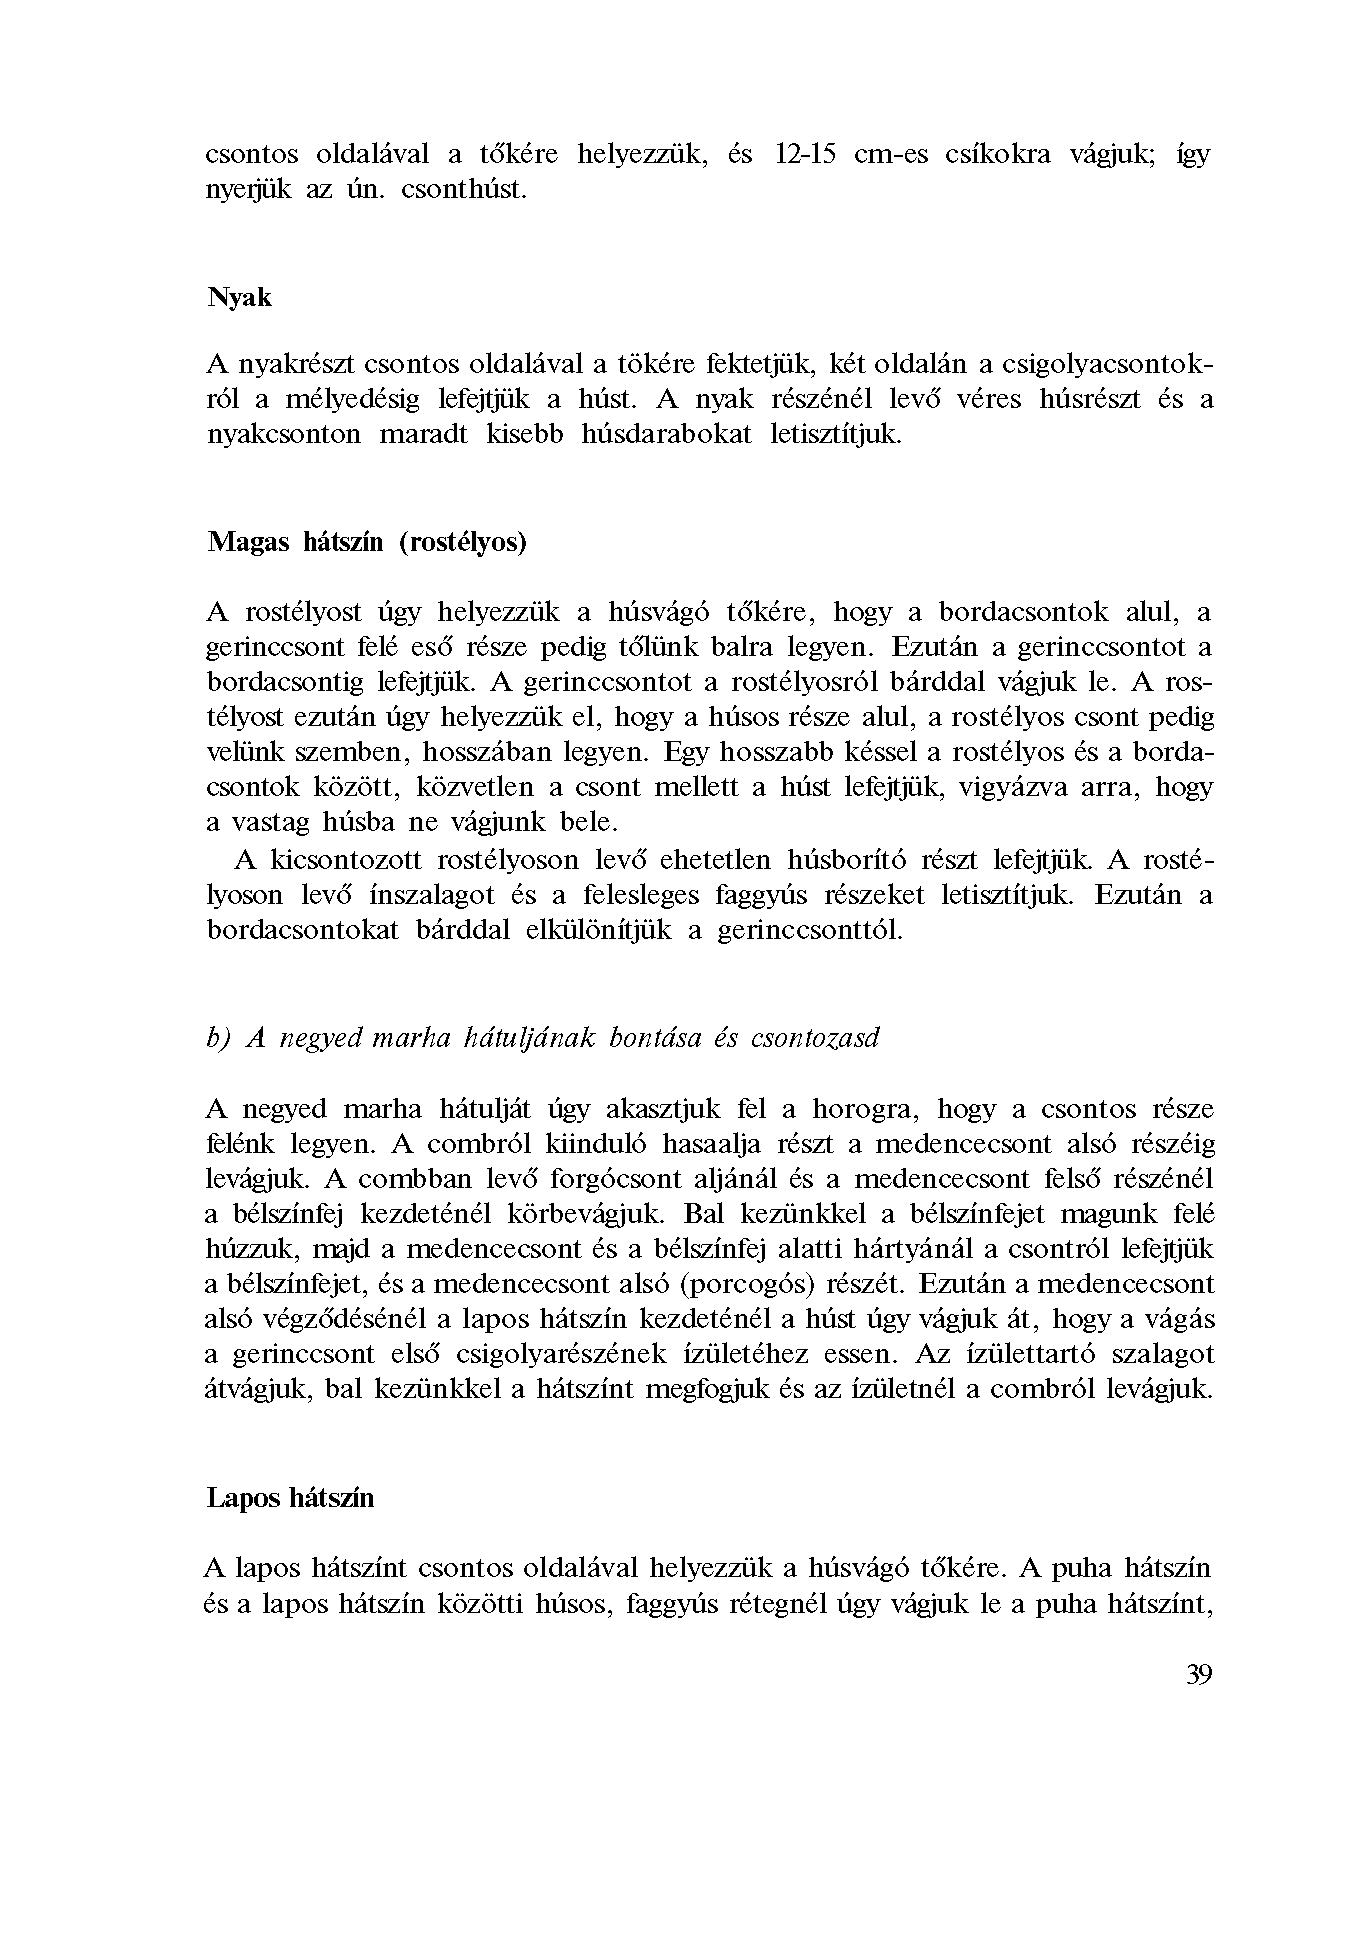 csontos oldalával a tőkére helyezzük, és 12-15 cm-es csíkokra vágjuk; így
nyerjük az ún. csonthúst.
Nyak
A nyakrészt csontos oldalával a tökére fektetjük, két oldalán a csigolyacsontok-
ról a mélyedésig lefejtjük a húst. A nyak részénél levő véres húsrészt és a
nyakcsonton maradt kisebb húsdarabokat letisztítjuk.
Magas hátszín (rostélyos)
A rostélyost úgy helyezzük a húsvágó tőkére, hogy a bordacsontok alul, a
gerinccsont felé eső része pedig tőlünk balra legyen. Ezután a gerinccsontot a
bordacsontig lefejtjük. A gerinccsontot a rostélyosról bárddal vágjuk le. A ros-
télyost ezután úgy helyezzük el, hogy a húsos része alul, a rostélyos csont pedig
velünk szemben, hosszában legyen. Egy hosszabb késsel a rostélyos és a borda-
csontok között, közvetlen a csont mellett a húst lefejtjük, vigyázva arra, hogy
a vastag húsba ne vágjunk bele.
A kicsontozott rostélyoson levő ehetetlen húsborító részt lefejtjük. A rosté-
lyoson levő ínszalagot és a felesleges faggyús részeket letisztítjuk. Ezután a
bordacsontokat bárddal elkülönítjük a gerinccsonttól.
b) A negyed marha hátuljának bontása és csontozasd
A negyed marha hátulját úgy akasztjuk fel a horogra, hogy a csontos része
felénk legyen. A combról kiinduló hasaalja részt a medencecsont alsó részéig
levágjuk. A combban levő forgócsont aljánál és a medencecsont felső részénél
a bélszínfej kezdeténél körbevágjuk. Bal kezünkkel a bélszínfejet magunk felé
húzzuk, majd a medencecsont és a bélszínfej alatti hártyánál a csontról lefejtjük
a bélszínfejet, és a medencecsont alsó (porcogós) részét. Ezután a medencecsont
alsó végződésénél a lapos hátszín kezdeténél a húst úgy vágjuk át, hogy a vágás
a gerinccsont első csigolyarészének ízületéhez essen. Az ízülettartó szalagot
átvágjuk, bal kezünkkel a hátszínt megfogjuk és az ízületnél a combról levágjuk.
Lapos hátszín
A lapos hátszínt csontos oldalával helyezzük a húsvágó tőkére. A puha hátszín
és a lapos hátszín közötti húsos, faggyús rétegnél úgy vágjuk le a puha hátszínt,
39